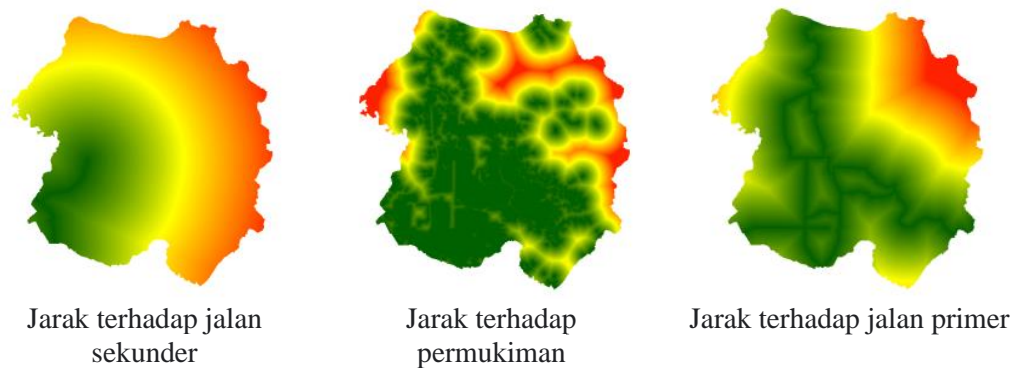 Jarak terhadap jalan
sekunder
Jarak terhadap
permukiman
Jarak terhadap jalan primer